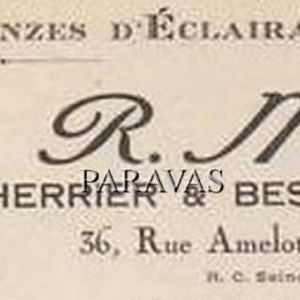 NZES D'ÉCLAIRA
R.
PARAVAS
HERRIER & BES
36, Rue Amelot
R. C. Seine